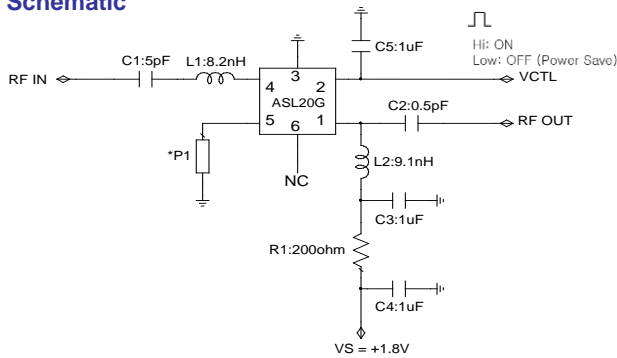 Schematic
C1:5pF
L1:8.2nH
C5:1uF
Hi: ON
Low: OFF (Power Save)
RF IN
VCTL
3
4
2
ASL20G
5
6
1
C2:0.5pF
RF OUT
*P1
NC
L2:9.1nH
C3:1uF
R1:200ohm
C4:1uF
VS = +1.8V